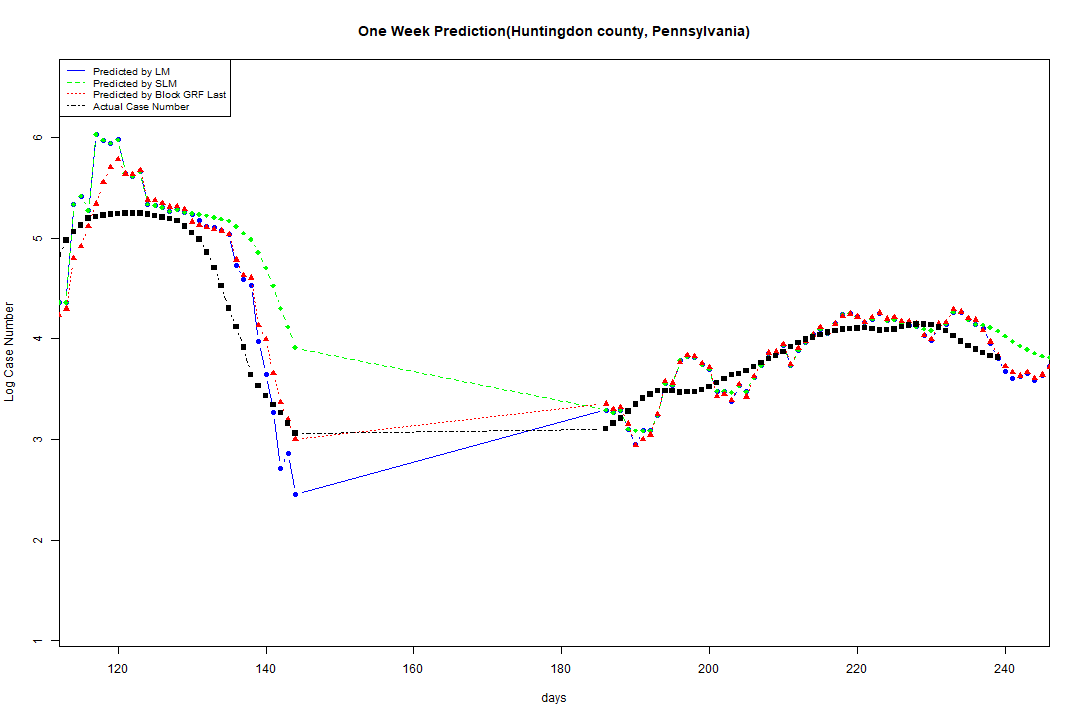 One Week Prediction(Huntingdon county, Pennsylvania)
Predicted by LM
Predicted by SLM
Predicted by Block GRF Last
Actual Case Number
6
5
4
3
2
1
Log Case Number
120 140 160 180 200 220 240
days